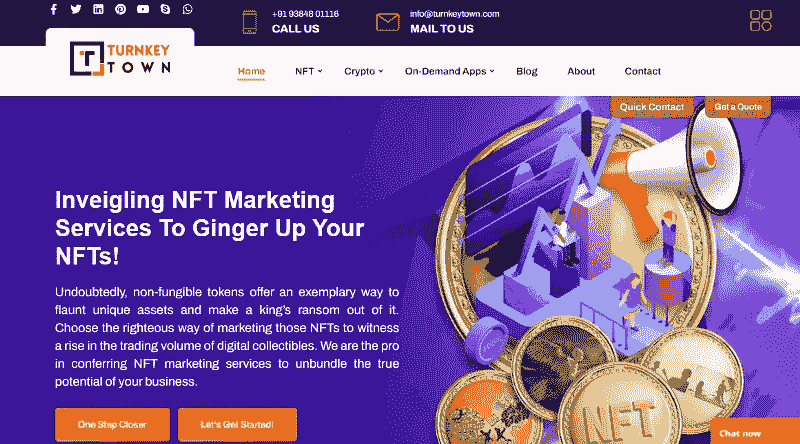 +91 93848 01116
CALL US
info@turnkeytown.com
MAIL TO US
TURNKEY
TOWN
Home
NFT
Crypto
On-Demand Apps
Blog
About
Contact
Quick Contact
Get a Quote
Inveigling NFT Marketing
Services To Ginger Up Your
NFTs!
Undoubtedly, non-fungible tokens offer an exemplary way to
flaunt unique assets and make a king's ransom out of it.
Choose the righteous way of marketing those NFTs to witness
a rise in the trading volume of digital collectibles. We are the pro
in conferring NFT marketing services to unbundle the true
potential of your business.
One Step Closer
Let's Get Started!
NFT
Chat now